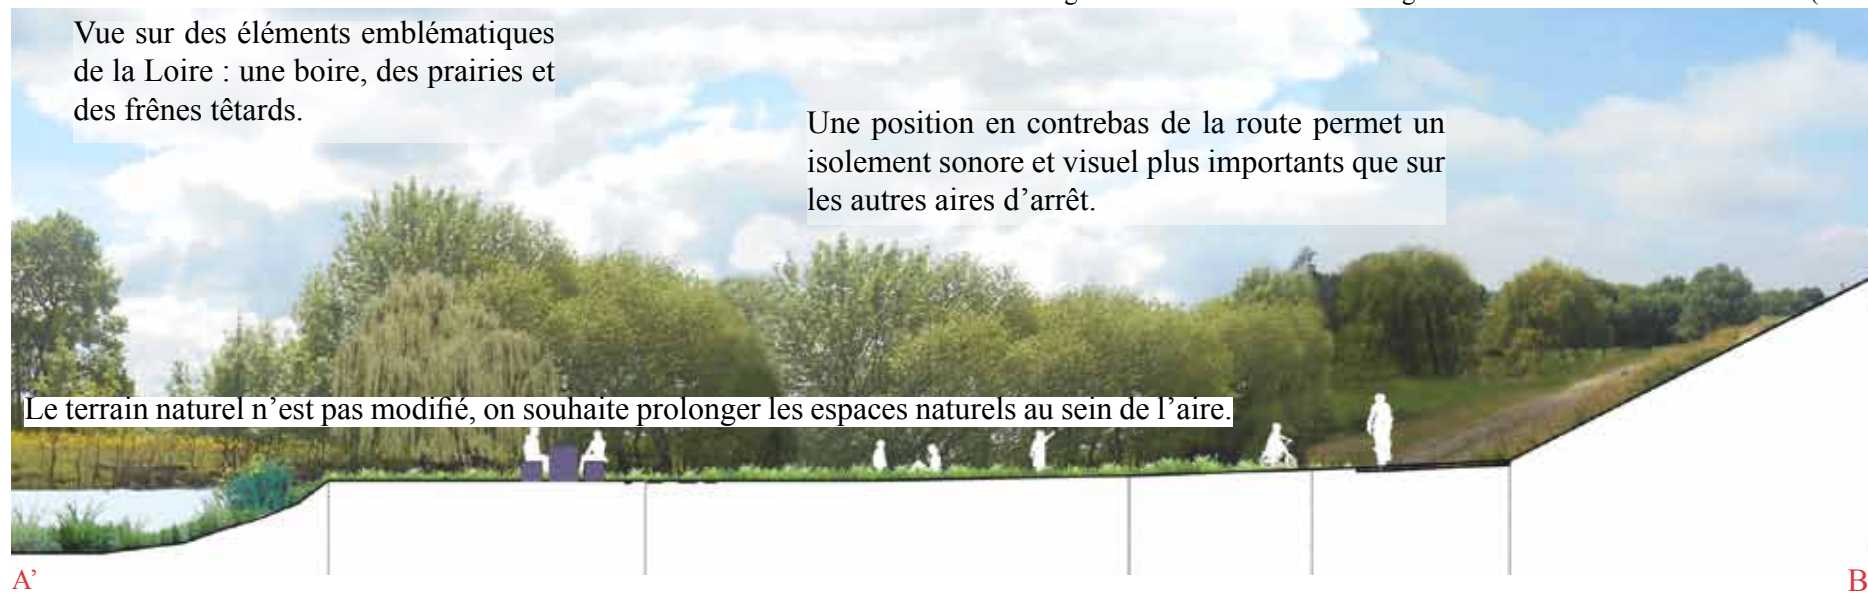 Vue sur des éléments emblématiques
de la Loire : une boire, des prairies et
des frênes têtards.
Une position en contrebas de la route permet un
isolement sonore et visuel plus importants que sur
les autres aires d’arrêt.
Le terrain naturel n’est pas modifié, on souhaite prolonger les espaces naturels au sein de l’aire.
A’
B